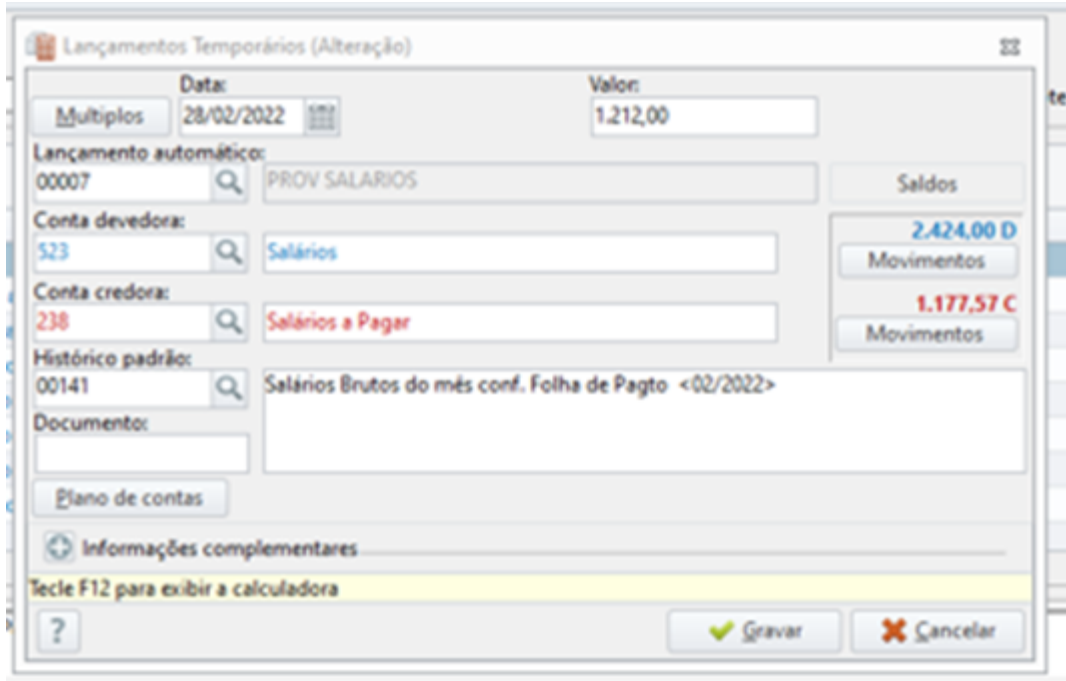 Lançamentos Temporários (Alteração)
Data:
Valor:
Multiplos
28/02/2022
1.212,00
Lançamento automático:
00007
PROV SALARIOS
Saldos
Conta devedora:
2.424,00 D
523
Salários
Movimentos
Conta credora:
1.177,57 C
238
Salários a Pagar
Movimentos
Histórico padrão:
00141
Salários Brutos do mês conf. Folha de Pagto <02/2022>
Documento:
Plano de contas
Informações complementares
Tecle F12 para exibir a calculadora
?
Gravar
Cancelar